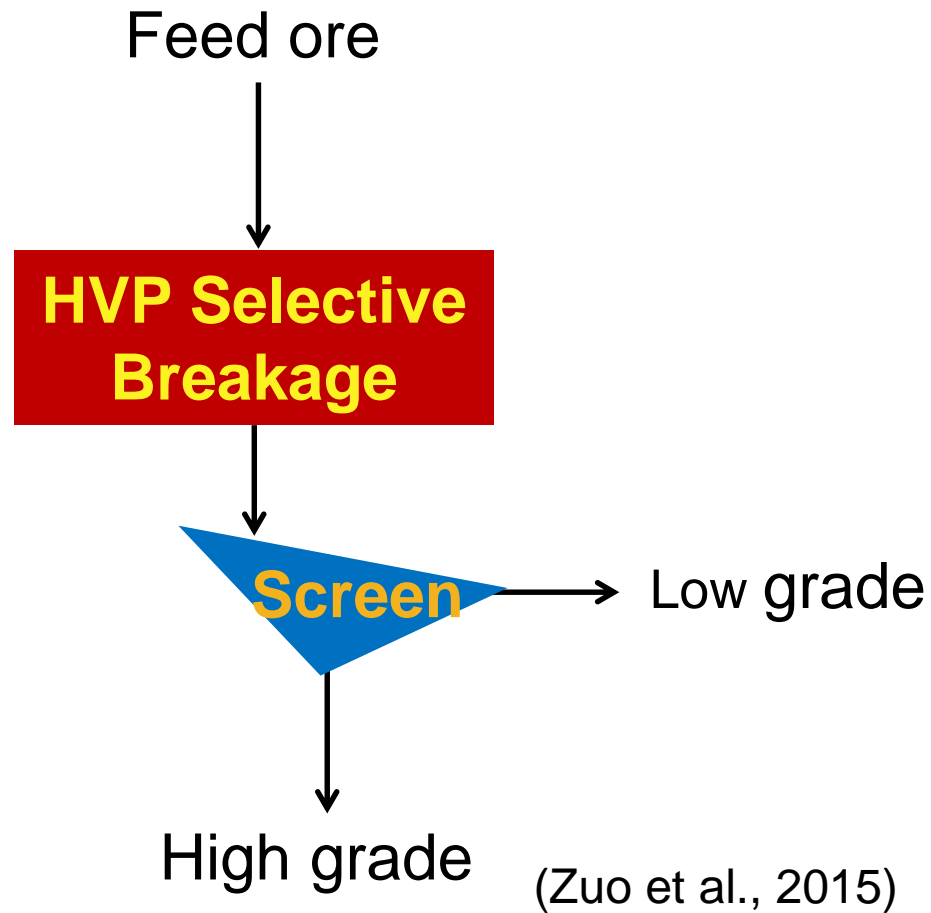 Feed ore
HVP Selective
Breakage
Screen
Low grade
High grade
(Zuo et al., 2015)